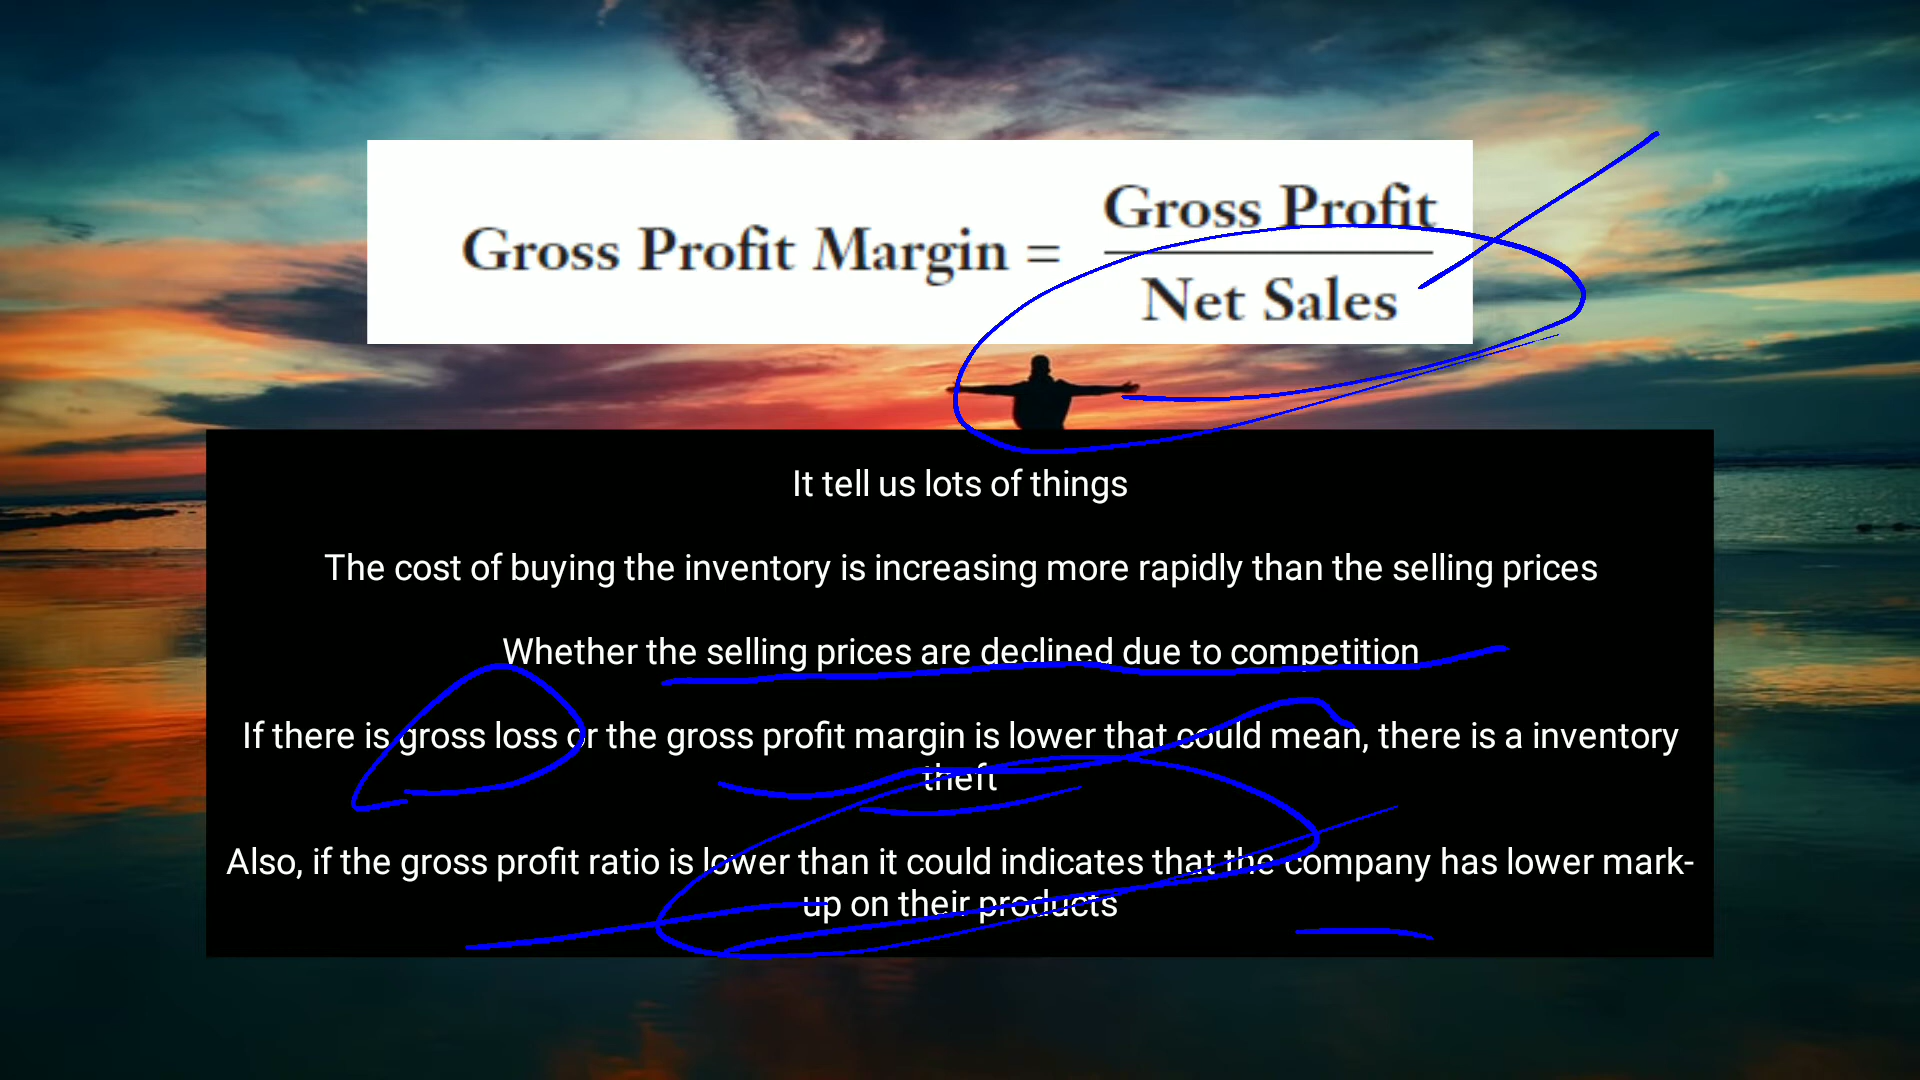 Gross Profit Margin = Gross Profit
Net Sales
It tell us lots of things
The cost of buying the inventory is increasing more rapidly than the selling prices
Whether the selling prices are declined due to competition
If there is gross loss or the gross profit margin is lower that could mean, there is a inventory
theft
Also, if the gross profit ratio is lower than it could indicates that the company has lower mark-
up on their products